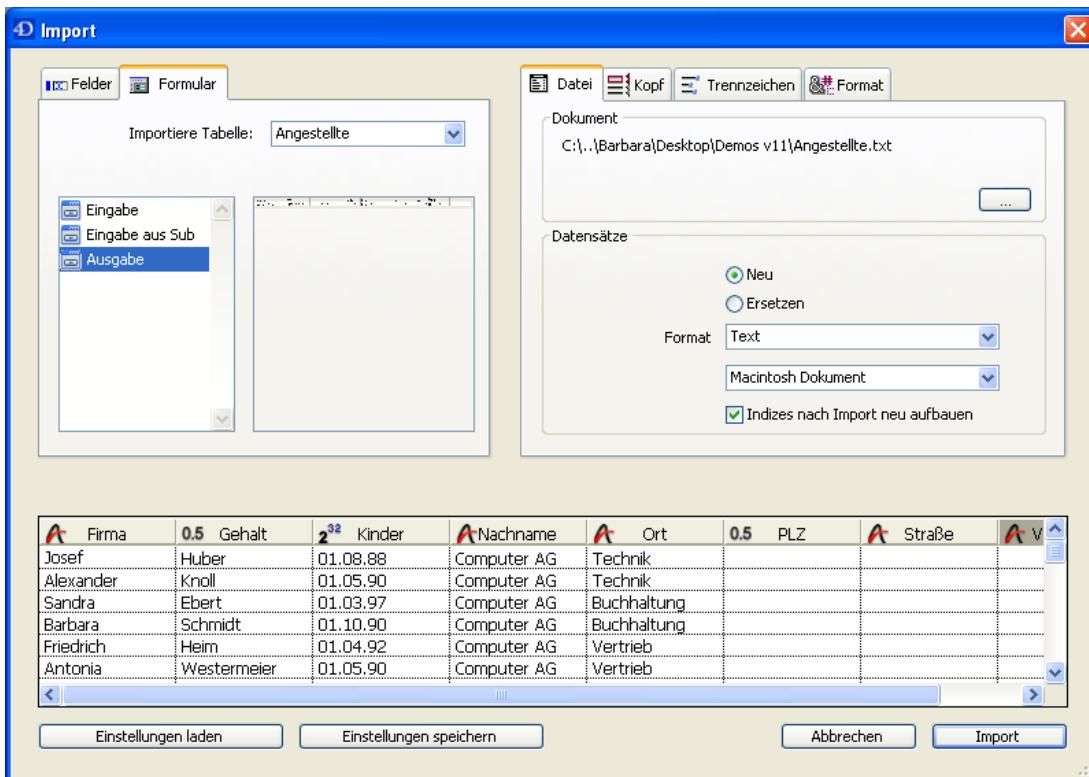 4D Import
Felder Formular
Importiere Tabelle: Angestellte
Eingabe
Eingabe aus Sub
Ausgabe
Datei Kopf Trennzeichen Format
Dokument
C:\..\Barbara\Desktop\Demos v11\Angestellte.txt
...
Datensätze
Neu
Ersetzen
Format Text
Macintosh Dokument
Indizes nach Import neu aufbauen
Firma 0.5 Gehalt 2^32 Kinder Nachname Ort 0.5 PLZ Straße V
Josef Huber 01.08.88 Computer AG Technik
Alexander Knoll 01.05.90 Computer AG Technik
Sandra Ebert 01.03.97 Computer AG Buchhaltung
Barbara Schmidt 01.10.90 Computer AG Buchhaltung
Friedrich Heim 01.04.92 Computer AG Vertrieb
Antonia Westermeier 01.05.90 Computer AG Vertrieb
Einstellungen laden Einstellungen speichern Abbrechen Import